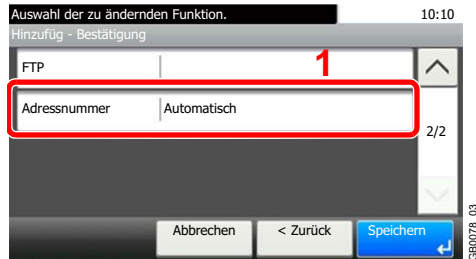 Auswahl der zu ändernden Funktion. 10:10
Hinzufüg - Bestätigung
FTP 1
Adressnummer Automatisch
2/2
Abbrechen < Zurück Speichern
GB0078_03